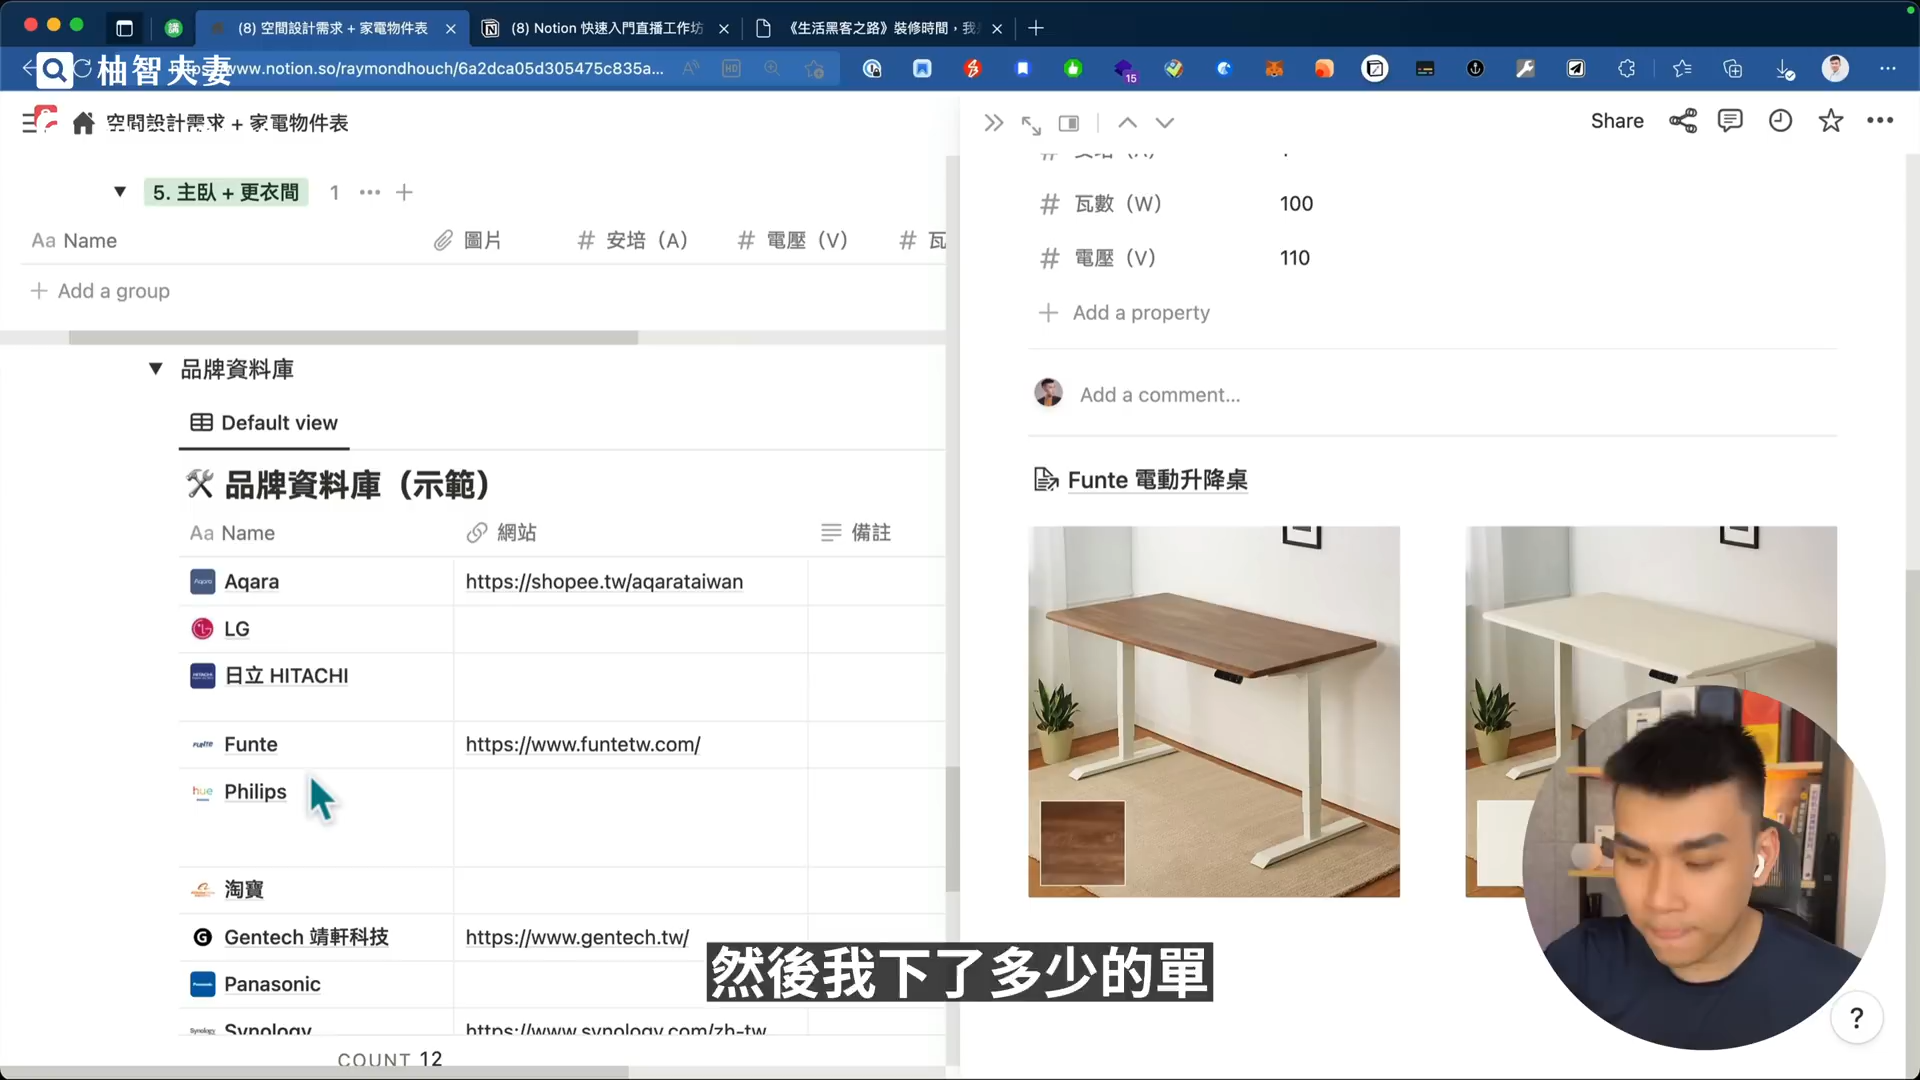 (8) 空間設計需求 + 家電物件表
(8) Notion 快速入門直播工作坊
《生活黑客之路》裝修時間，我
柚智夫妻
www.notion.so/raymondhouch/6a2dca05d305475c835a...
15
空間設計需求 + 家電物件表
Share
5. 主臥 + 更衣間 1
Aa Name
圖片
# 安培（A）
# 電壓（V）
# 瓦
+ Add a group
品牌資料庫
Default view
品牌資料庫（示範）
Aa Name
網站
備註
Aqara
https://shopee.tw/aqarataiwan
LG
日立 HITACHI
Funte
https://www.funtetw.com/
Philips
淘寶
Gentech 靖軒科技
https://www.gentech.tw/
Panasonic
Synology
https://www.synology.com/zh-tw
COUNT 12
# 瓦數（W） 100
# 電壓（V） 110
+ Add a property
Add a comment...
Funte 電動升降桌
然後我下了多少的單
?